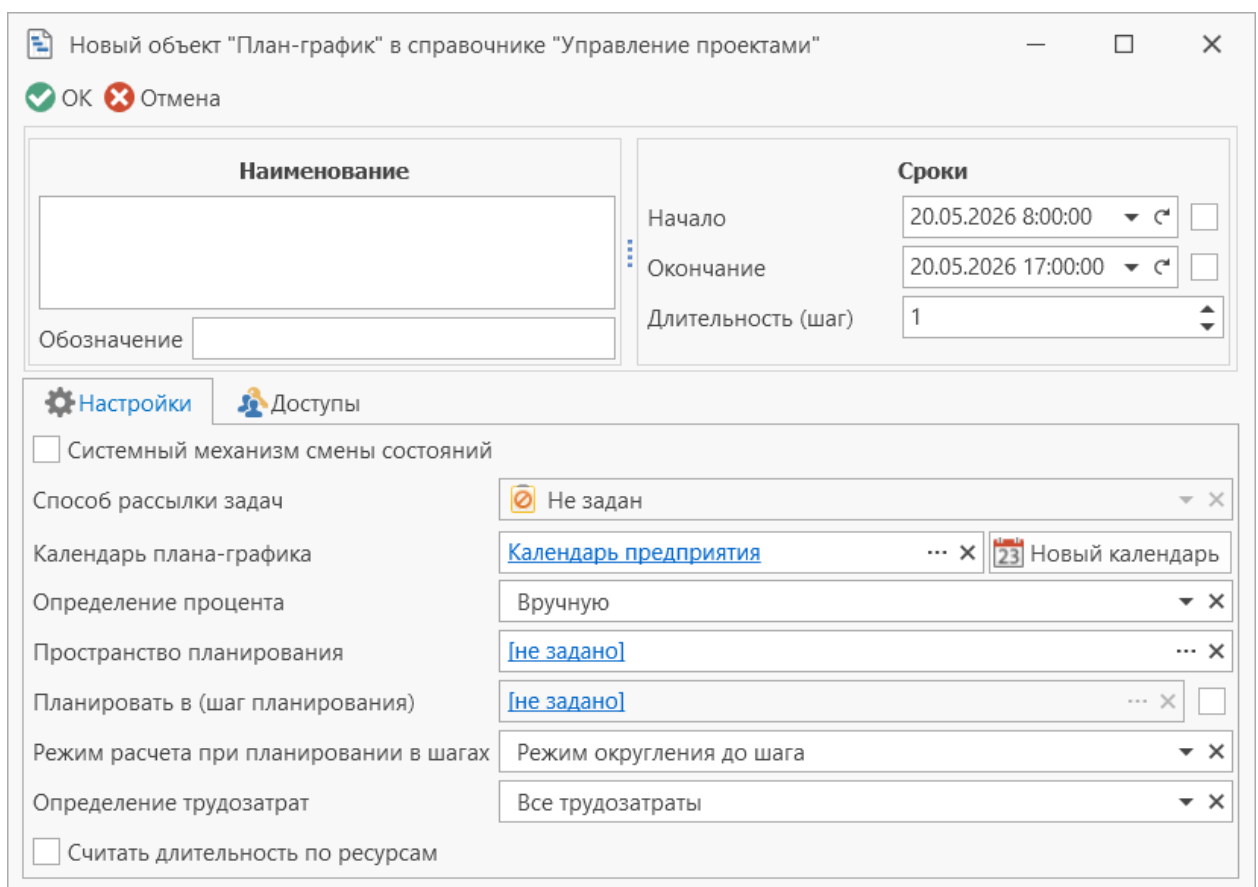 Новый объект "План-график" в справочнике "Управление проектами"
ОК Отмена
Наименование
Обозначение
Сроки
Начало 20.05.2026 8:00:00
Окончание 20.05.2026 17:00:00
Длительность (шаг) 1
Настройки Доступы
Системный механизм смены состояний
Способ рассылки задач Не задан
Календарь плана-графика Календарь предприятия 23 Новый календарь
Определение процента Вручную
Пространство планирования [не задано]
Планировать в (шаг планирования) [не задано]
Режим расчета при планировании в шагах Режим округления до шага
Определение трудозатрат Все трудозатраты
Считать длительность по ресурсам